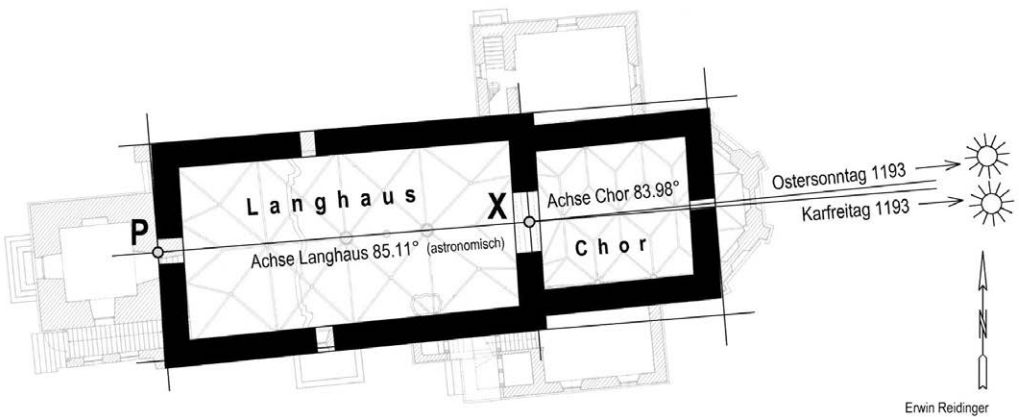 Ostersonntag 1193
Karfreitag 1193
Langhaus
P
X
Achse Chor 83.98°
Achse Langhaus 85.11° (astronomisch)
Chor
N
Erwin Reidinger